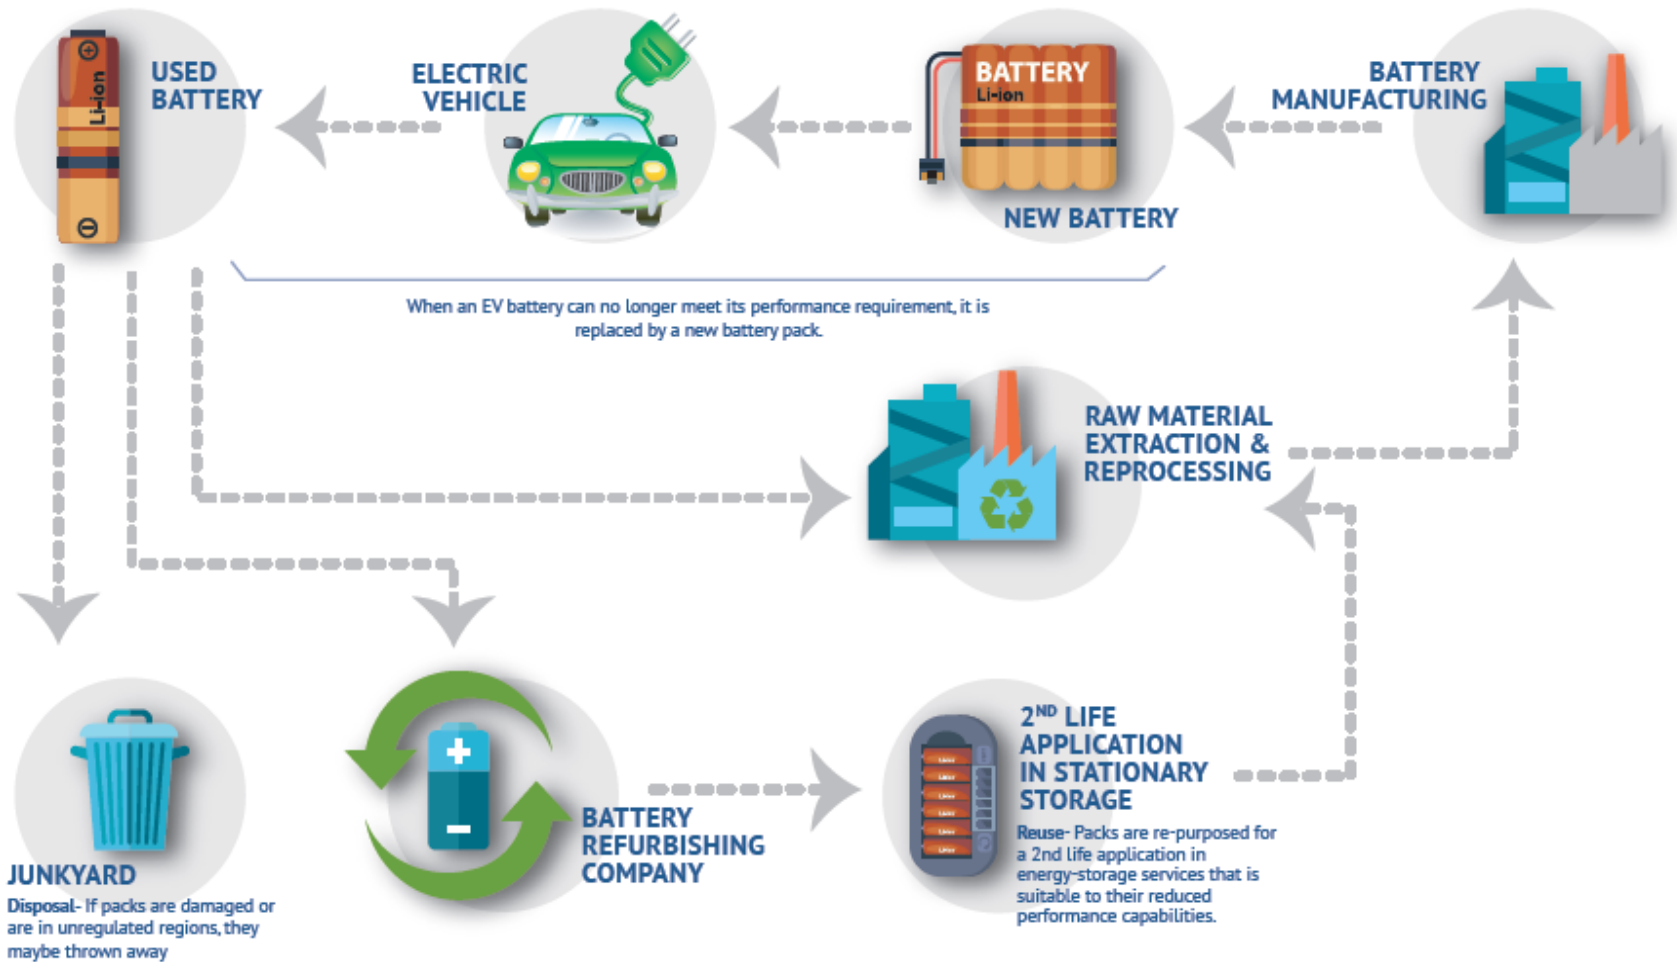 USED
BATTERY
Li-ion
ELECTRIC
VEHICLE
BATTERY
Li-ion
NEW BATTERY
BATTERY
MANUFACTURING
When an EV battery can no longer meet its performance requirement, it is
replaced by a new battery pack.
RAW MATERIAL
EXTRACTION &
REPROCESSING
JUNKYARD
Disposal- If packs are damaged or
are in unregulated regions, they
maybe thrown away
BATTERY
REFURBISHING
COMPANY
2ND LIFE
APPLICATION
IN STATIONARY
STORAGE
Reuse- Packs are re-purposed for
a 2nd life application in
energy-storage services that is
suitable to their reduced
performance capabilities.